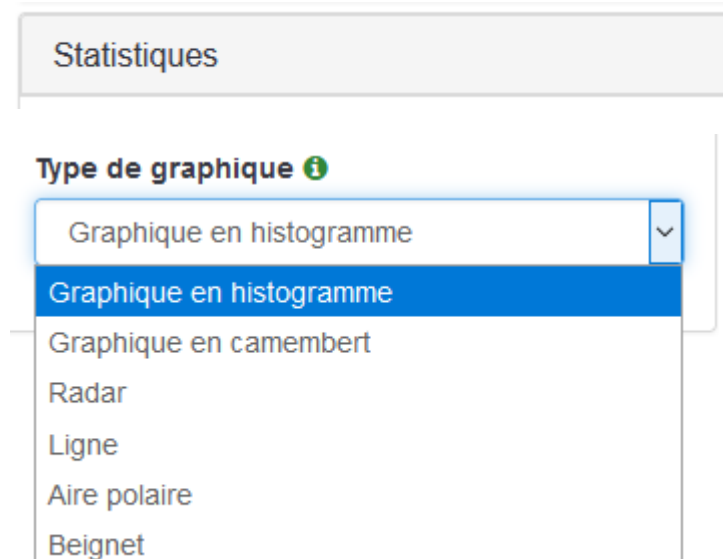 Statistiques
Type de graphique
Graphique en histogramme
Graphique en histogramme
Graphique en camembert
Radar
Ligne
Aire polaire
Beignet